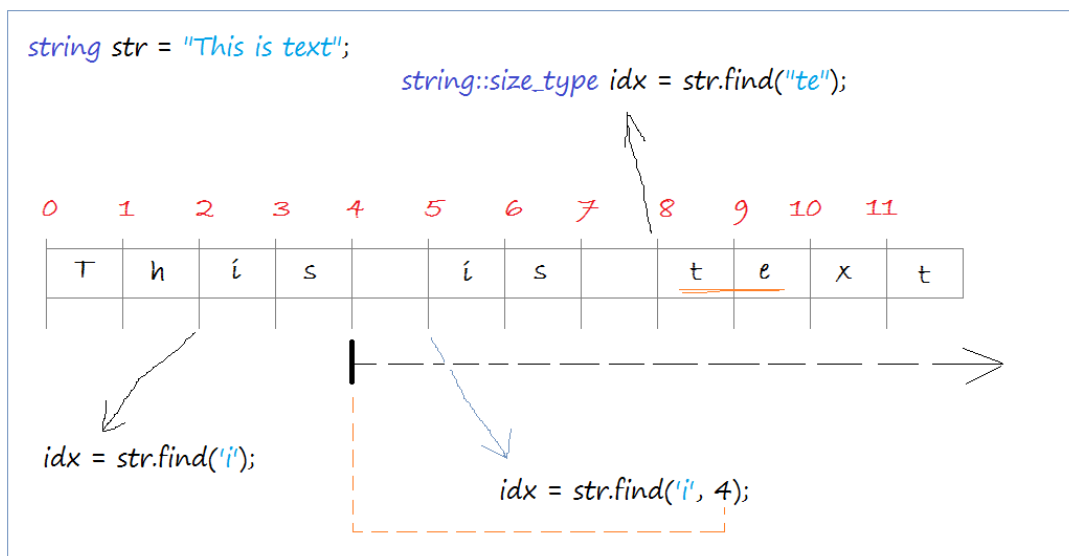 string str = "This is text";
string::size_type idx = str.find("te");
0 1 2 3 4 5 6 7 8 9 10 11
T h i s i s t e x t
idx = str.find('i');
idx = str.find('i', 4);